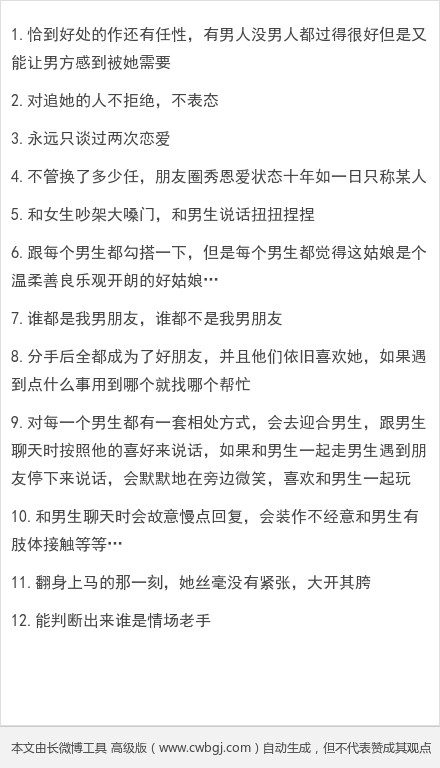 1. 恰到好处的作还有任性，有男人没男人都过得很好但是又
能让男方感到被她需要
2. 对追她的人不拒绝，不表态
3. 永远只谈过两次恋爱
4. 不管换了多少任，朋友圈秀恩爱状态十年如一日只称某人
5. 和女生吵架大嗓门，和男生说话扭扭捏捏
6. 跟每个男生都勾搭一下，但是每个男生都觉得这姑娘是个
温柔善良乐观开朗的好姑娘…
7. 谁都是我男朋友，谁都不是我男朋友
8. 分手后全都成为了好朋友，并且他们依旧喜欢她，如果遇
到点什么事用到哪个就找哪个帮忙
9. 对每一个男生都有一套相处方式，会去迎合男生，跟男生
聊天时按照他的喜好来说话，如果和男生一起走男生遇到朋
友停下来说话，会默默地在旁边微笑，喜欢和男生一起玩
10. 和男生聊天时会故意慢点回复，会装作不经意和男生有
肢体接触等等…
11. 翻身上马的那一刻，她丝毫没有紧张，大开其胯
12. 能判断出来谁是情场老手
本文由长微博工具 高级版（www.cwbgj.com）自动生成，但不代表赞成其观点